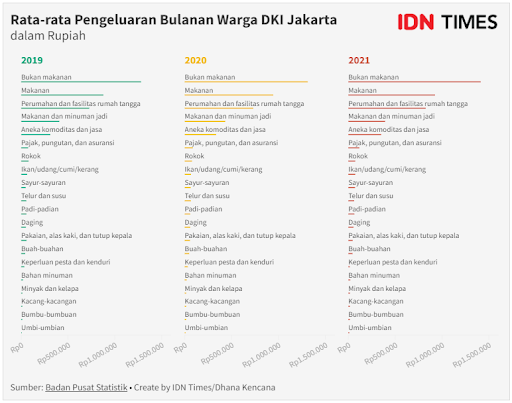 Rata-rata Pengeluaran Bulanan Warga DKI Jakarta
dalam Rupiah
IDN TIMES
2019
Bukan makanan
Makanan
Perumahan dan fasilitas rumah tangga
Makanan dan minuman jadi
Aneka komoditas dan jasa
Pajak, pungutan, dan asuransi
Rokok
Ikan/udang/cumi/kerang
Sayur-sayuran
Telur dan susu
Padi-padian
Daging
Pakaian, alas kaki, dan tutup kepala
Buah-buahan
Keperluan pesta dan kenduri
Bahan minuman
Minyak dan kelapa
Kacang-kacangan
Bumbu-bumbuan
Umbi-umbian
Rp0
Rp500.000
Rp1.000.000
Rp1.500.000
2020
Bukan makanan
Makanan
Perumahan dan fasilitas rumah tangga
Makanan dan minuman jadi
Aneka komoditas dan jasa
Pajak, pungutan, dan asuransi
Rokok
Ikan/udang/cumi/kerang
Sayur-sayuran
Telur dan susu
Padi-padian
Daging
Pakaian, alas kaki, dan tutup kepala
Buah-buahan
Keperluan pesta dan kenduri
Bahan minuman
Minyak dan kelapa
Kacang-kacangan
Bumbu-bumbuan
Umbi-umbian
Rp0
Rp500.000
Rp1.000.000
Rp1.500.000
2021
Bukan makanan
Makanan
Perumahan dan fasilitas rumah tangga
Makanan dan minuman jadi
Aneka komoditas dan jasa
Pajak, pungutan, dan asuransi
Rokok
Ikan/udang/cumi/kerang
Sayur-sayuran
Telur dan susu
Padi-padian
Daging
Pakaian, alas kaki, dan tutup kepala
Buah-buahan
Keperluan pesta dan kenduri
Bahan minuman
Minyak dan kelapa
Kacang-kacangan
Bumbu-bumbuan
Umbi-umbian
Rp0
Rp500.000
Rp1.000.000
Rp1.500.000
Sumber: Badan Pusat Statistik • Create by IDN Times/Dhana Kencana